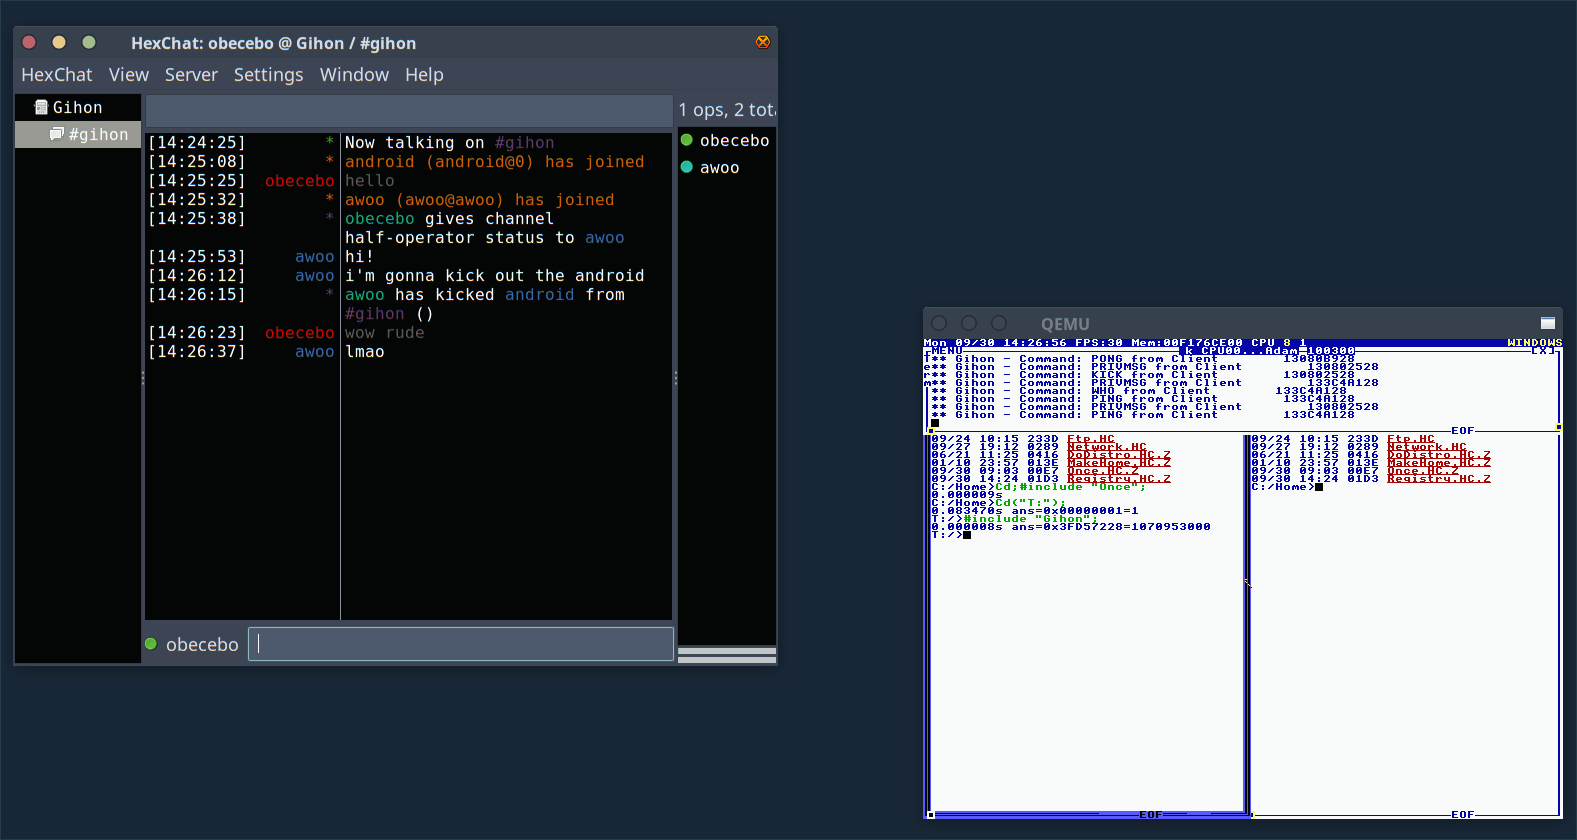 HexChat: obecebo @ Gihon / #gihon
HexChat View Server Settings Window Help
Gihon
#gihon
1 ops, 2 tota
obecebo
awoo
[14:24:25] * Now talking on #gihon
[14:25:08] * android (android@0) has joined
[14:25:25] obecebo hello
[14:25:32] * awoo (awoo@awoo) has joined
[14:25:38] * obecebo gives channel
half-operator status to awoo
[14:25:53] awoo hi!
[14:26:12] awoo i'm gonna kick out the android
[14:26:15] * awoo has kicked android from
#gihon ()
[14:26:23] obecebo wow rude
[14:26:37] awoo lmao
obecebo
QEMU
Mon 09/30 14:26:56 FPS:30 Mem:00F176CE00 CPU 8 1 WINDOWS
MENU k CPU00...Adam 100300 [X]
** Gihon - Command: PONG from Client 13080B928
** Gihon - Command: PRIVMSG from Client 130802528
** Gihon - Command: KICK from Client 130802528
** Gihon - Command: PRIVMSG from Client 133C4A128
** Gihon - Command: WHO from Client 133C4A128
** Gihon - Command: PING from Client 133C4A128
** Gihon - Command: PRIVMSG from Client 130802528
** Gihon - Command: PING from Client 133C4A128
EOF
09/24 10:15 233D Ftp.HC
09/27 19:12 0289 Network.HC
06/21 11:25 0416 DoDistro.HC.Z
01/10 23:57 013E MakeHome.HC.Z
09/30 09:03 00E7 Once.HC.Z
09/30 14:24 01D3 Registry.HC.Z
C:/Home>Cd;#include "Once";
0.000009s
C:/Home>Cd("T:");
0.083470s ans=0x00000001=1
T:/>#include "Gihon";
0.000008s ans=0x3FD57228=1070953000
T:/>
EOF
09/24 10:15 233D Ftp.HC
09/27 19:12 0289 Network.HC
06/21 11:25 0416 DoDistro.HC.Z
01/10 23:57 013E MakeHome.HC.Z
09/30 09:03 00E7 Once.HC.Z
09/30 14:24 01D3 Registry.HC.Z
C:/Home>
EOF